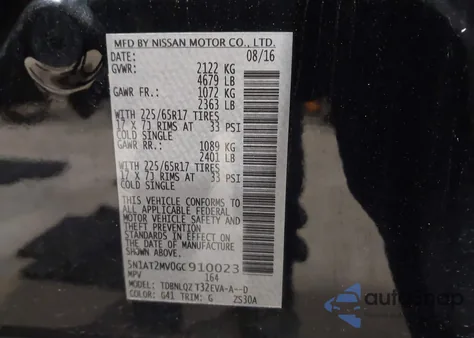 MFD BY NISSAN MOTOR CO., LTD.
DATE: 08/16
GVWR: 2122 KG
4679 LB
GAWR FR.: 1072 KG
2363 LB
WITH 225/65R17 TIRES
17 X 7J RIMS AT 33 PSI
COLD SINGLE
GAWR RR.: 1089 KG
2401 LB
WITH 225/65R17 TIRES
17 X 7J RIMS AT 33 PSI
COLD SINGLE
THIS VEHICLE CONFORMS TO
ALL APPLICABLE FEDERAL
MOTOR VEHICLE SAFETY AND
THEFT PREVENTION
STANDARDS IN EFFECT ON
THE DATE OF MANUFACTURE
SHOWN ABOVE.
5N1AT2MV0GC910023
MPV 164
MODEL: TDBNLQZ T32EVA-A--D
COLOR: G41 TRIM: G ZS30A
autosnap